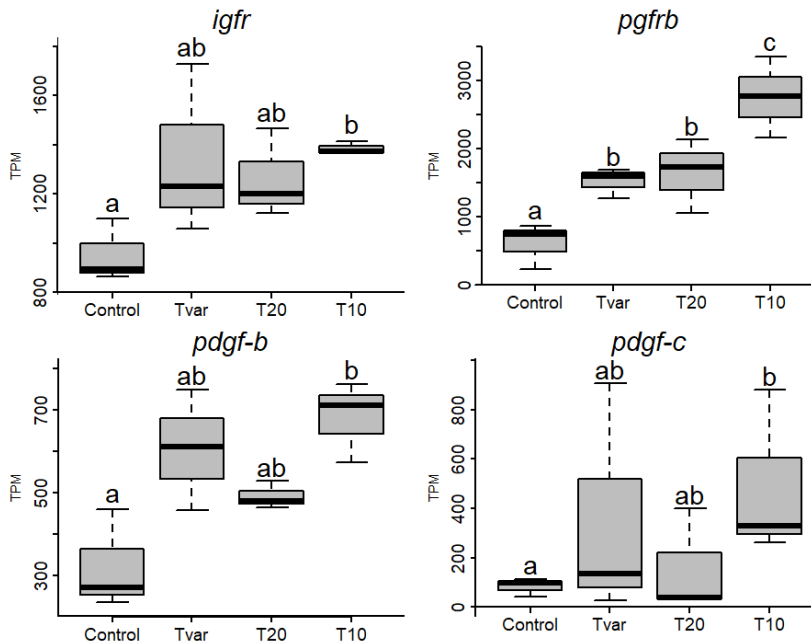 igfr
TPM
1600
1200
800
a
ab
ab
b
Control Tvar T20 T10
pgfrb
TPM
3000
2000
1000
0
a
b
b
c
Control Tvar T20 T10
pdgf-b
TPM
700
500
300
a
ab
ab
b
Control Tvar T20 T10
pdgf-c
TPM
800
600
400
200
0
a
ab
ab
b
Control Tvar T20 T10